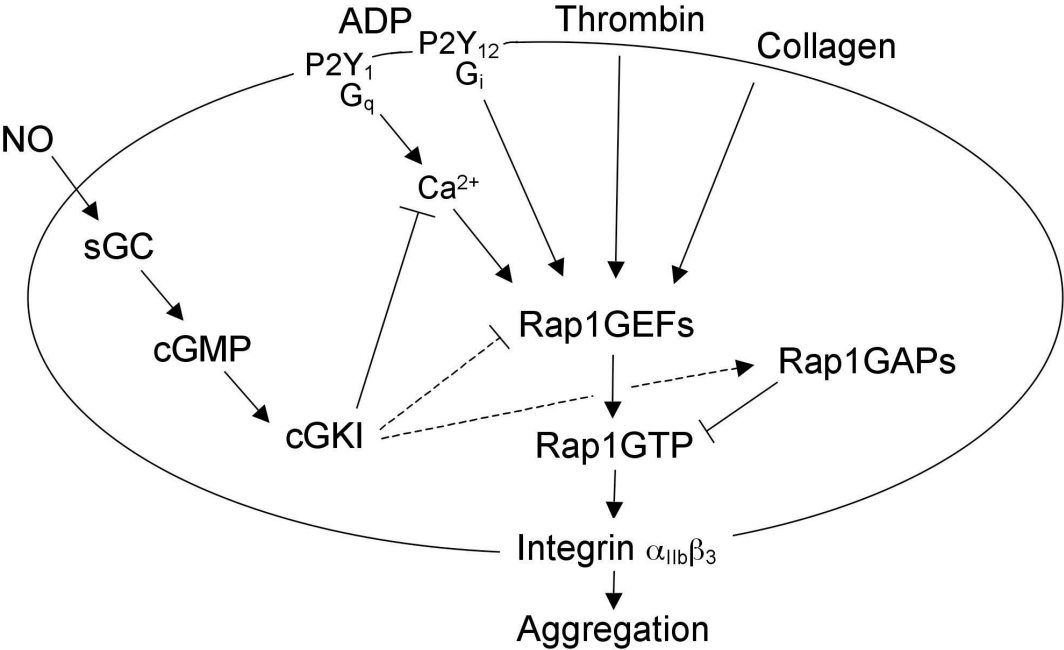 ADP
Thrombin
P2Y12
Collagen
P2Y1
Gi
Gq
NO
Ca2+
sGC
Rap1GEFs
cGMP
Rap1GAPs
cGKI
Rap1GTP
Integrin αIIbβ3
Aggregation